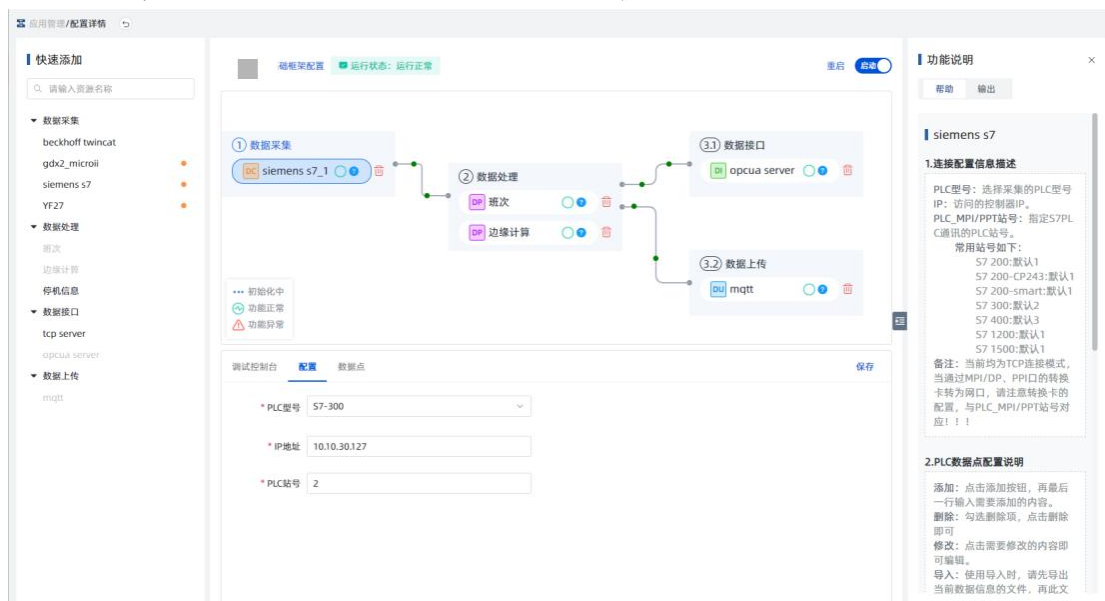 应用管理/配置详情
快速添加
请输入资源名称
数据采集
beckhoff twincat
gdx2_microii
siemens s7
YF27
数据处理
班次
边缘计算
停机信息
数据接口
tcp server
opcua server
数据上传
mqtt
础框架配置 运行状态：运行正常
重启 启动
① 数据采集
DC siemens s7_1
② 数据处理
DP 班次
DP 边缘计算
3.1 数据接口
DI opcua server
3.2 数据上传
DU mqtt
初始化中
功能正常
功能异常
调试控制台 配置 数据点 保存
* PLC型号 S7-300
* IP地址 10.10.30.127
* PLC站号 2
功能说明
帮助 输出
siemens s7
1.连接配置信息描述
PLC型号：选择采集的PLC型号
IP：访问的控制器IP。
PLC_MPI/PPT站号：指定S7PL
C通讯的PLC站号。
常用站号如下：
S7 200:默认1
S7 200-CP243:默认1
S7 200-smart:默认1
S7 300:默认2
S7 400:默认3
S7 1200:默认1
S7 1500:默认1
备注：当前均为TCP连接模式，
当通过MPI/DP、PPI口的转换
卡转为网口，请注意转换卡的
配置，与PLC_MPI/PPT站号对
应！！！
2.PLC数据点配置说明
添加：点击添加按钮，再最后
一行输入需要添加的内容。
删除：勾选删除项，点击删除
即可
修改：点击需要修改的内容即
可编辑。
导入：使用导入时，请先导出
当前数据信息的文件，再此文